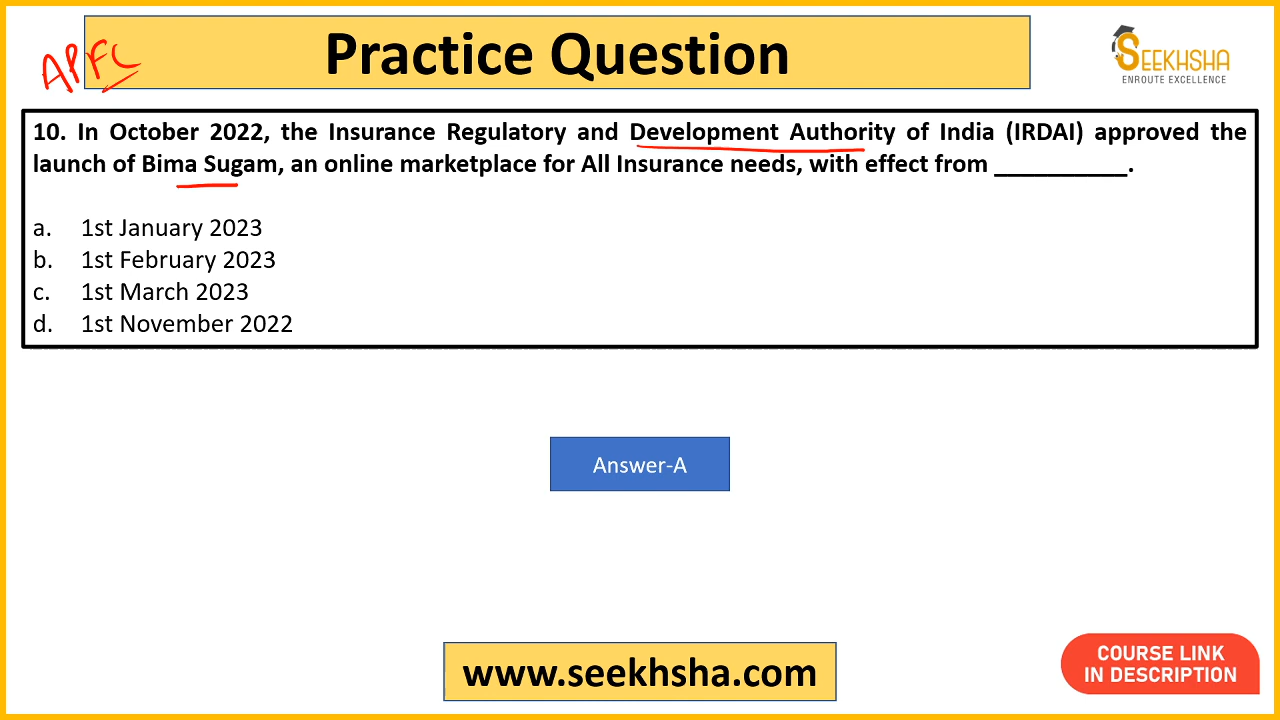 APFC
Practice Question
SEEKHSHA
ENROUTE EXCELLENCE
10. In October 2022, the Insurance Regulatory and Development Authority of India (IRDAI) approved the
launch of Bima Sugam, an online marketplace for All Insurance needs, with effect from __________.
a. 1st January 2023
b. 1st February 2023
c. 1st March 2023
d. 1st November 2022
Answer-A
www.seekhsha.com
COURSE LINK
IN DESCRIPTION